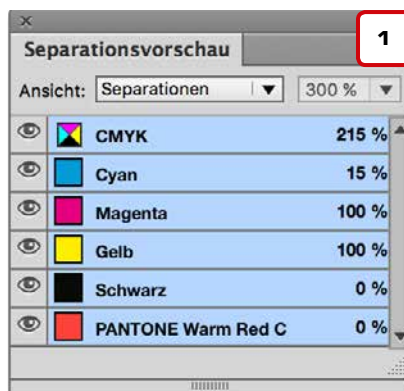 1
Separationsvorschau
Ansicht: Separationen 300 %
CMYK 215 %
Cyan 15 %
Magenta 100 %
Gelb 100 %
Schwarz 0 %
PANTONE Warm Red C 0 %